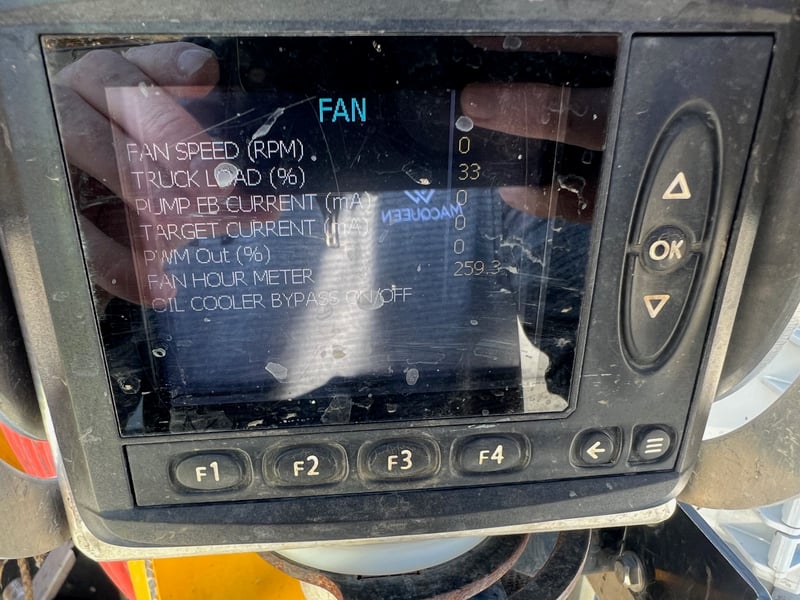 FAN
FAN SPEED (RPM) 0
TRUCK LOAD (%) 33
PUMP FB CURRENT (mA) 0
TARGET CURRENT (mA) 0
PWM Out (%) 0
FAN HOUR METER 259.3
OIL COOLER BYPASS ON/OFF
MACQUEEN
OK
F1 F2 F3 F4